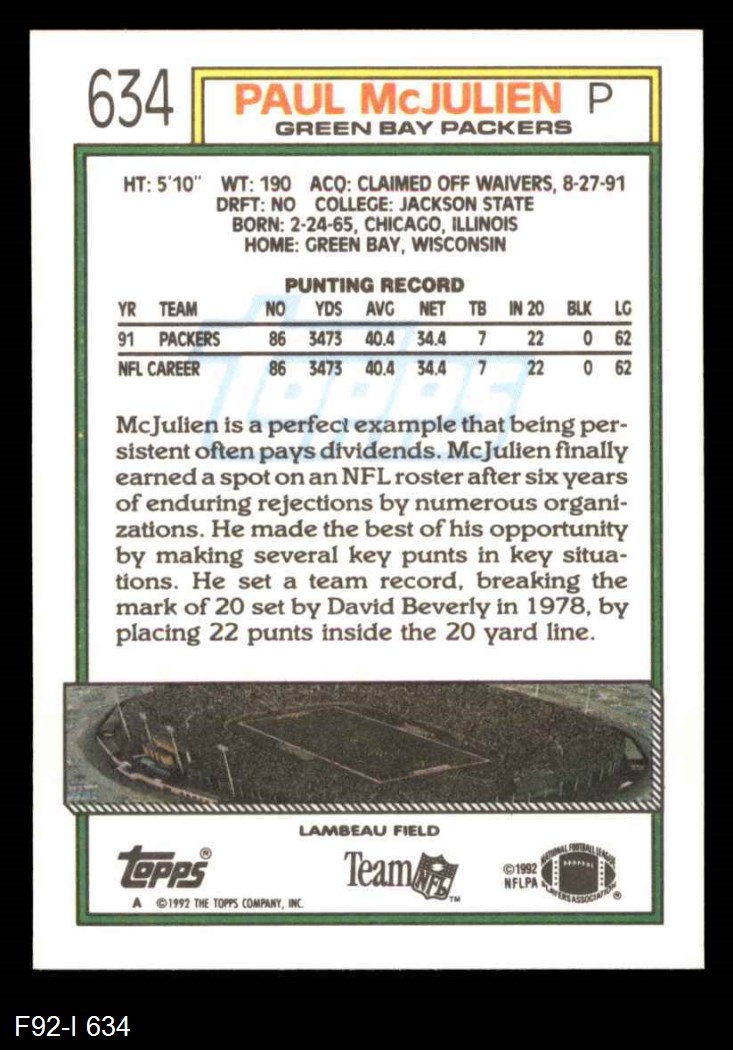 634
PAUL McJULIEN P
GREEN BAY PACKERS
HT: 5'10" WT: 190 ACQ: CLAIMED OFF WAIVERS, 8-27-91
DRFT: NO COLLEGE: JACKSON STATE
BORN: 2-24-65, CHICAGO, ILLINOIS
HOME: GREEN BAY, WISCONSIN
PUNTING RECORD
YR TEAM NO YDS AVG NET TB IN 20 BLK LG
91 PACKERS 86 3473 40.4 34.4 7 22 0 62
NFL CAREER 86 3473 40.4 34.4 7 22 0 62
topps
McJulien is a perfect example that being per-
sistent often pays dividends. McJulien finally
earned a spot on an NFL roster after six years
of enduring rejections by numerous organi-
zations. He made the best of his opportunity
by making several key punts in key situa-
tions. He set a team record, breaking the
mark of 20 set by David Beverly in 1978, by
placing 22 punts inside the 20 yard line.
LAMBEAU FIELD
topps®
Team NFL™
©1992
NFLPA
NATIONAL FOOTBALL LEAGUE
PLAYERS ASSOCIATION
PLAYERS
®
A ©1992 THE TOPPS COMPANY, INC.
F92-I 634